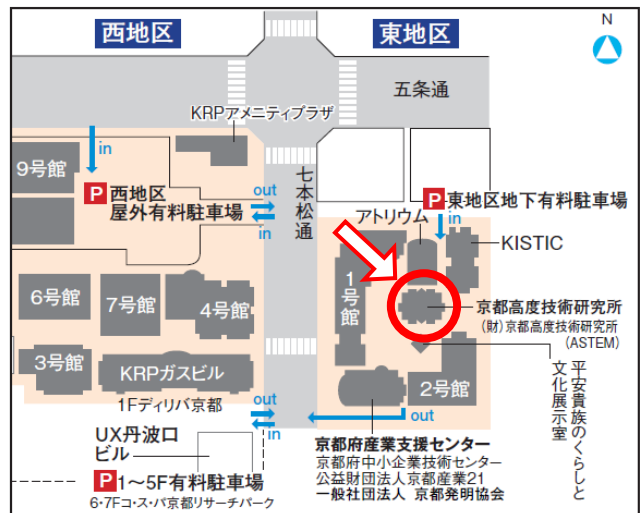 西地区
東地区
N
五条通
KRPアメニティプラザ
in
9号館
P 西地区
屋外有料駐車場
out
in
七本松通
P 東地区地下有料駐車場
in
アトリウム
KISTIC
1号館
6号館
7号館
4号館
京都高度技術研究所
(財)京都高度技術研究所
(ASTEM)
3号館
KRPガスビル
1Fディリパ京都
2号館
平安貴族のくらしと
文化展示室
out
in
out
UX丹波口
ビル
P 1～5F有料駐車場
6・7Fコ・ス・パ京都リサーチパーク
京都府産業支援センター
京都府中小企業技術センター
公益財団法人京都産業21
一般社団法人 京都発明協会